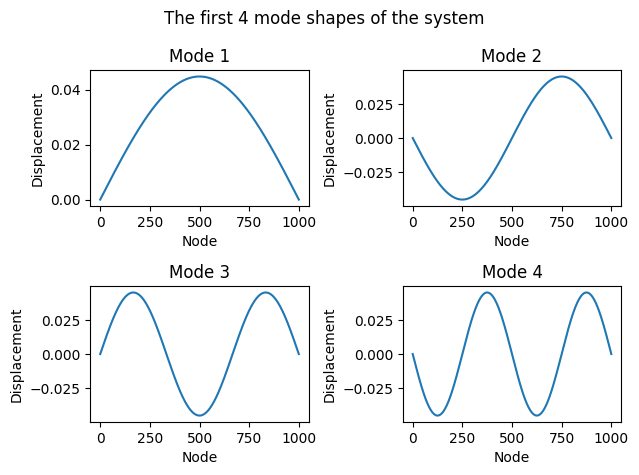 The first 4 mode shapes of the system
Mode 1
0.04
0.02
0.00
Displacement
0 250 500 750 1000
Node
Mode 2
0.025
0.000
−0.025
Displacement
0 250 500 750 1000
Node
Mode 3
0.025
0.000
−0.025
Displacement
0 250 500 750 1000
Node
Mode 4
0.025
0.000
−0.025
Displacement
0 250 500 750 1000
Node